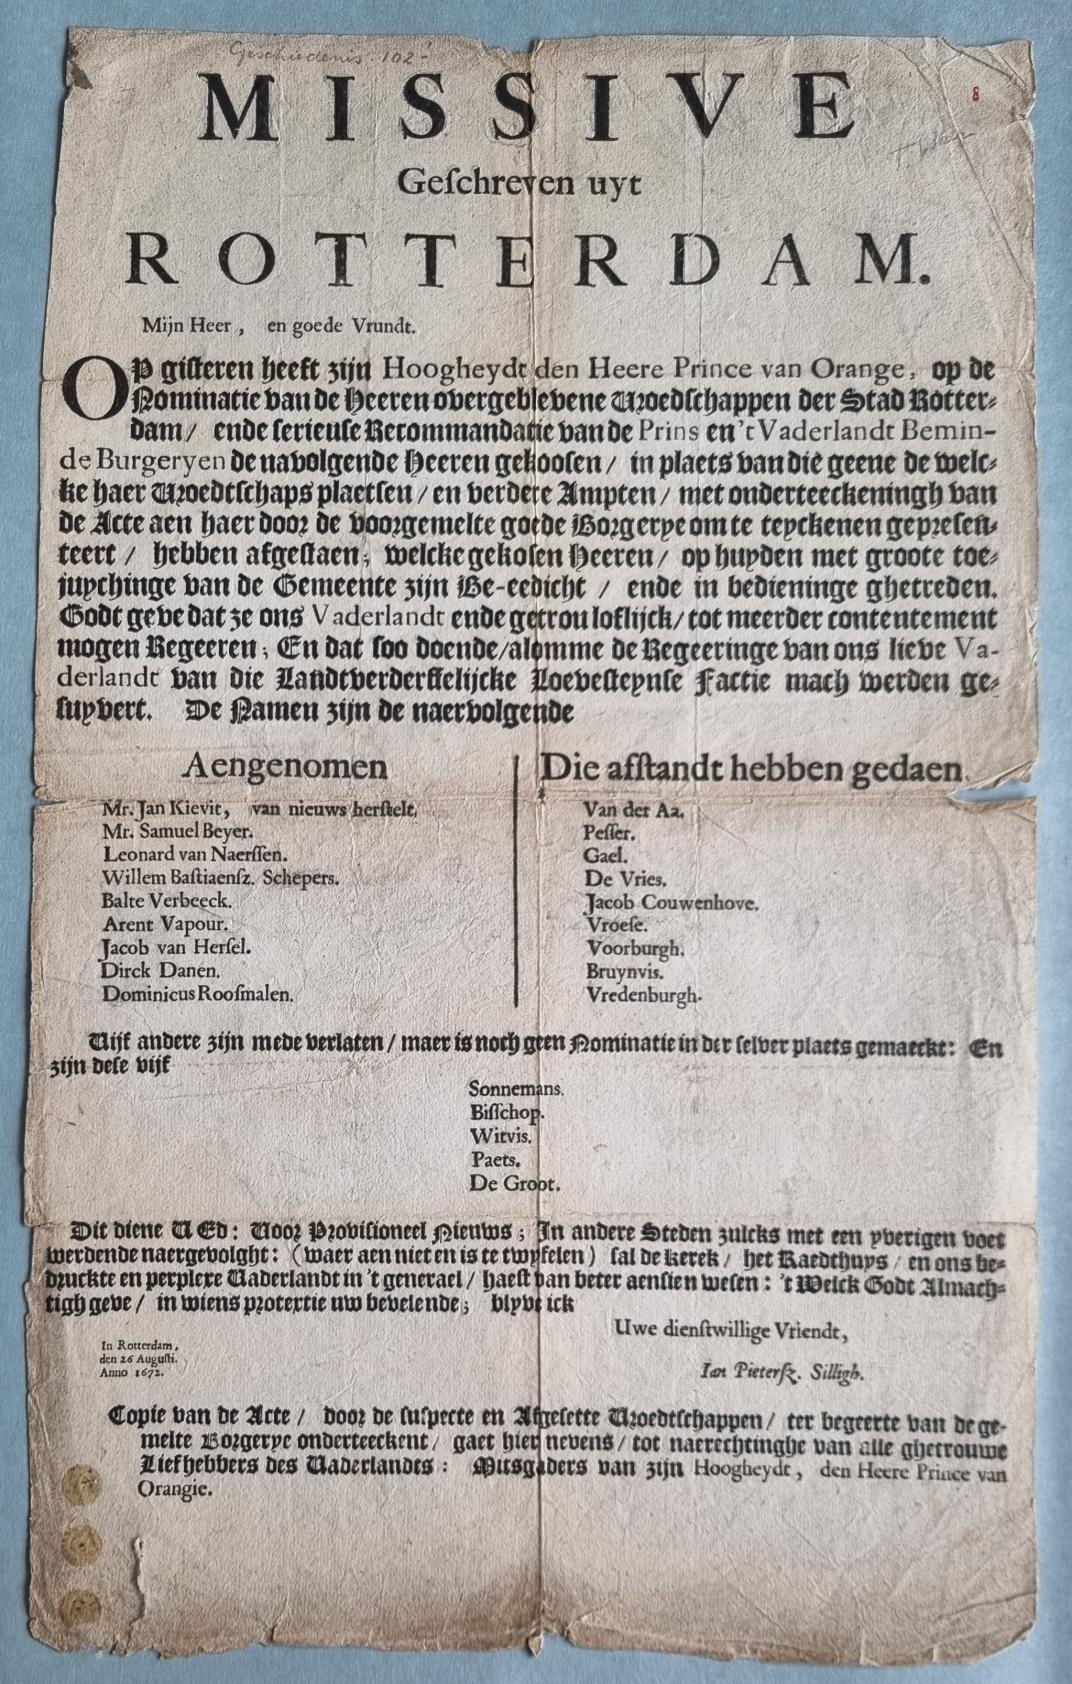 Geschiedenis 102
8
MISSIVE
Geſchreven uyt
ROTTERDAM.
Mijn Heer, en goede Vrundt.
OP giſteren heeft zijn Hoogheydt den Heere Prince van Orange, op de
Nominatie van de Heeren overgeblevene Vroedſchappen der Stad Rotter-
dam/ ende ſerieuſe Recommandatie van de Prins en 't Vaderlandt Bemin-
de Burgeryen de navolgende Heeren gekooſen/ in plaets van die geene de welc-
ke haer Vroedtſchaps plaetſen/ en verdere Ampten/ met onderteeckeningh van
de Acte aen haer door de voorgemelte goede Borgerye om te teyckenen gepreſen-
teert/ hebben afgeſtaen; welcke gekoſen Heeren/ op huyden met groote toe-
juychinge van de Gemeente zijn Be-eedicht/ ende in bedieninge ghetreden.
Godt geve dat ze ons Vaderlandt ende getrou loflijck/ tot meerder contentement
mogen Regeeren; En dat ſoo doende/ alomme de Regeeringe van ons lieve Va-
derlandt van die Landtverderffelijcke Loeveſteynſe Factie mach werden ge-
ſuyvert. De Namen zijn de naervolgende
Aengenomen
Mr. Jan Kievit, van nieuws herſtelt,
Mr. Samuel Beyer.
Leonard van Naerſſen.
Willem Baſtiaenſz. Schepers.
Balte Verbeeck.
Arent Vapour.
Jacob van Herſel.
Dirck Danen.
Dominicus Rooſmalen.
Die afſtandt hebben gedaen.
Van der Aa.
Peſſer.
Gael.
De Vries.
Jacob Couwenhove.
Vroeſe.
Voorburgh.
Bruynvis.
Vredenburgh.
Vijf andere zijn mede verlaten/ maer is noch geen Nominatie in der ſelver plaets gemaeckt: En
zijn deſe vijf
Sonnemans.
Biſſchop.
Witvis.
Paets.
De Groot.
Dit diene U Ed: Voor Proviſioneel Nieuws; In andere Steden zulcks met een yverigen voet
werdende naergevolght: (waer aen niet en is te twyfelen) ſal de Kerck/ het Raedthuys/ en ons be-
druckte en perplexe Vaderlandt in 't generael/ haeſt van beter aenſien weſen: 't Welck Godt Almach-
tigh geve/ in wiens protextie uw bevelende; blyve ick
Uwe dienſtwillige Vriendt,
Ian Pieterſz. Silligh.
In Rotterdam,
den 26 Auguſti.
Anno 1672.
Copie van de Acte/ door de ſuſpecte en Afgeſette Vroedtſchappen/ ter begeerte van de ge-
melte Borgerye onderteeckent/ gaet hier nevens/ tot naerechtinghe van alle ghetrouwe
Liefhebbers des Vaderlandts: Mitsgaders van zijn Hoogheydt, den Heere Prince van
Orangie.